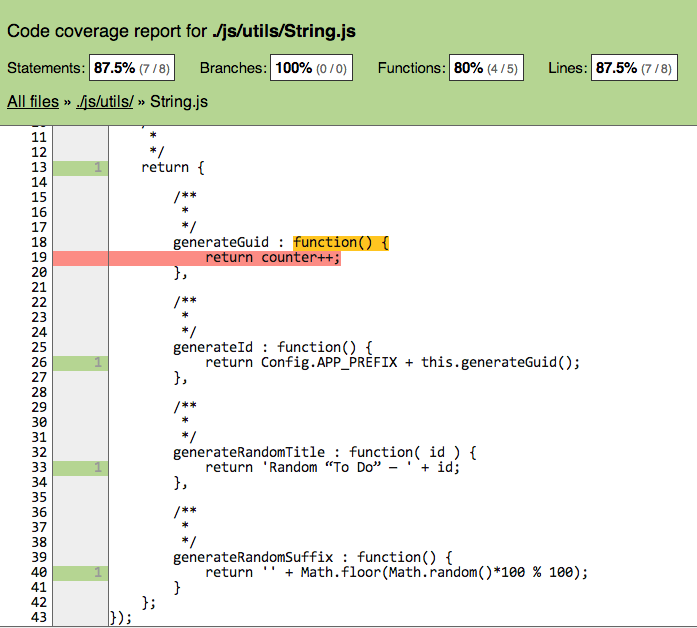 Code coverage report for ./js/utils/String.js
Statements: 87.5% (7 / 8) Branches: 100% (0 / 0) Functions: 80% (4 / 5) Lines: 87.5% (7 / 8)
All files » ./js/utils/ » String.js
11 *
12 */
13 1 return {
14
15 /**
16 *
17 */
18 generateGuid : function() {
19 return counter++;
20 },
21
22 /**
23 *
24 */
25 generateId : function() {
26 1 return Config.APP_PREFIX + this.generateGuid();
27 },
28
29 /**
30 *
31 */
32 generateRandomTitle : function( id ) {
33 1 return 'Random “To Do” – ' + id;
34 },
35
36 /**
37 *
38 */
39 generateRandomSuffix : function() {
40 1 return '' + Math.floor(Math.random()*100 % 100);
41 }
42 };
43 });